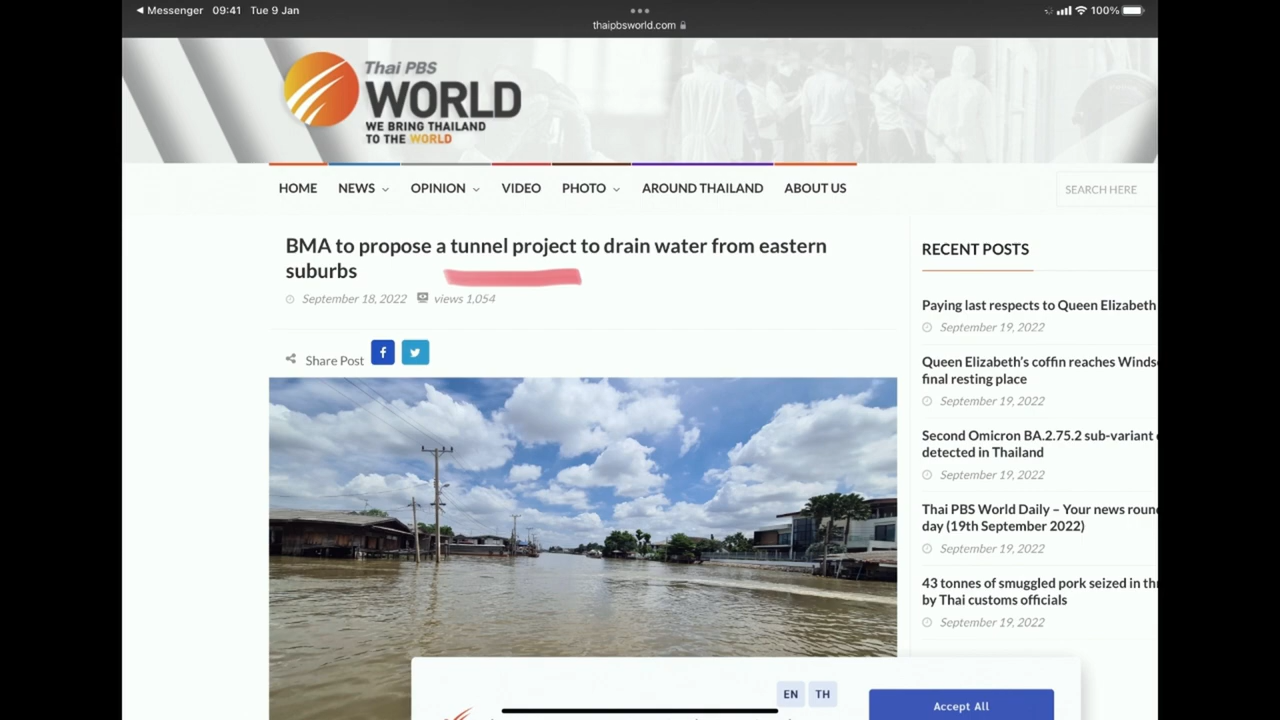 Messenger 09:41 Tue 9 Jan
100%
thaipbsworld.com
Thai PBS
WORLD
WE BRING THAILAND
TO THE WORLD
HOME NEWS OPINION VIDEO PHOTO AROUND THAILAND ABOUT US
SEARCH HERE
BMA to propose a tunnel project to drain water from eastern
suburbs
September 18, 2022 views 1,054
Share Post
RECENT POSTS
Paying last respects to Queen Elizabeth
September 19, 2022
Queen Elizabeth's coffin reaches
final resting place
September 19, 2022
Second Omicron BA.2.75.2 sub-variant
detected in Thailand
September 19, 2022
Thai PBS World Daily – Your news
day (19th September 2022)
September 19, 2022
43 tonnes of smuggled pork seized in
by Thai customs officials
September 19, 2022
EN TH
Accept All